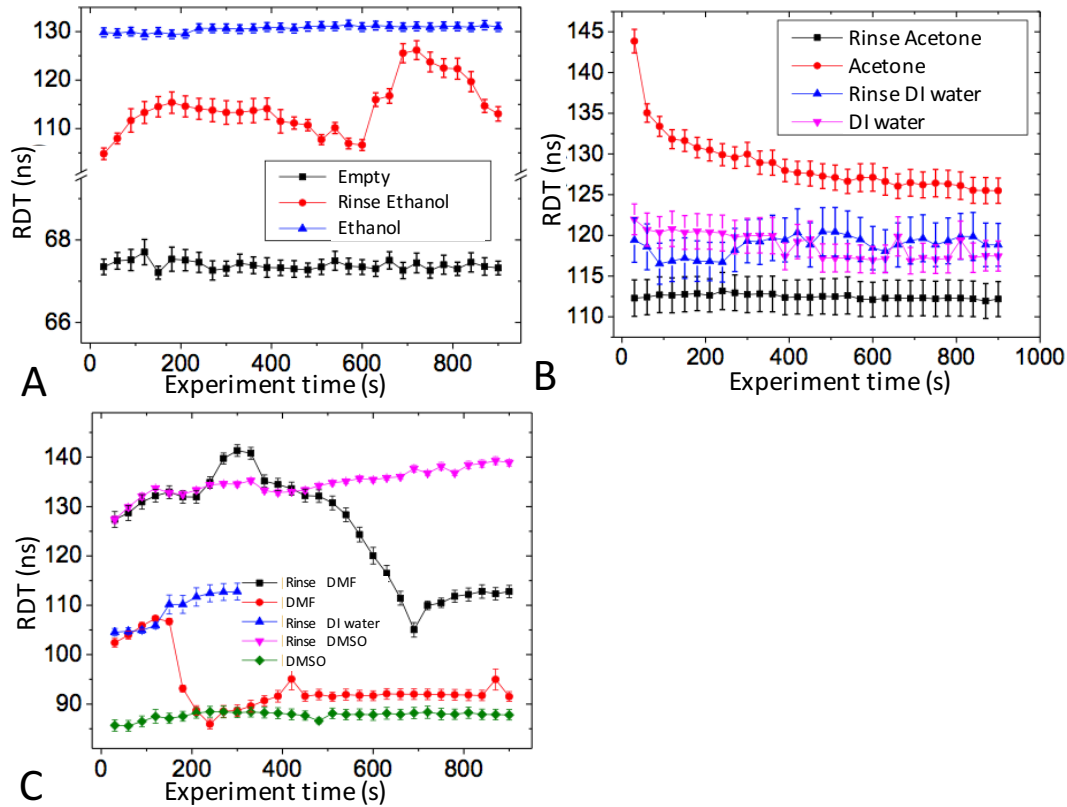 130
120
110
68
66
RDT (ns)
Empty
Rinse Ethanol
Ethanol
0 200 400 600 800
Experiment time (s)
A
145
140
135
130
125
120
115
110
RDT (ns)
Rinse Acetone
Acetone
Rinse DI water
DI water
0 200 400 600 800 1000
Experiment time (s)
B
140
130
120
110
100
90
RDT (ns)
Rinse DMF
DMF
Rinse DI water
Rinse DMSO
DMSO
0 200 400 600 800
Experiment time (s)
C